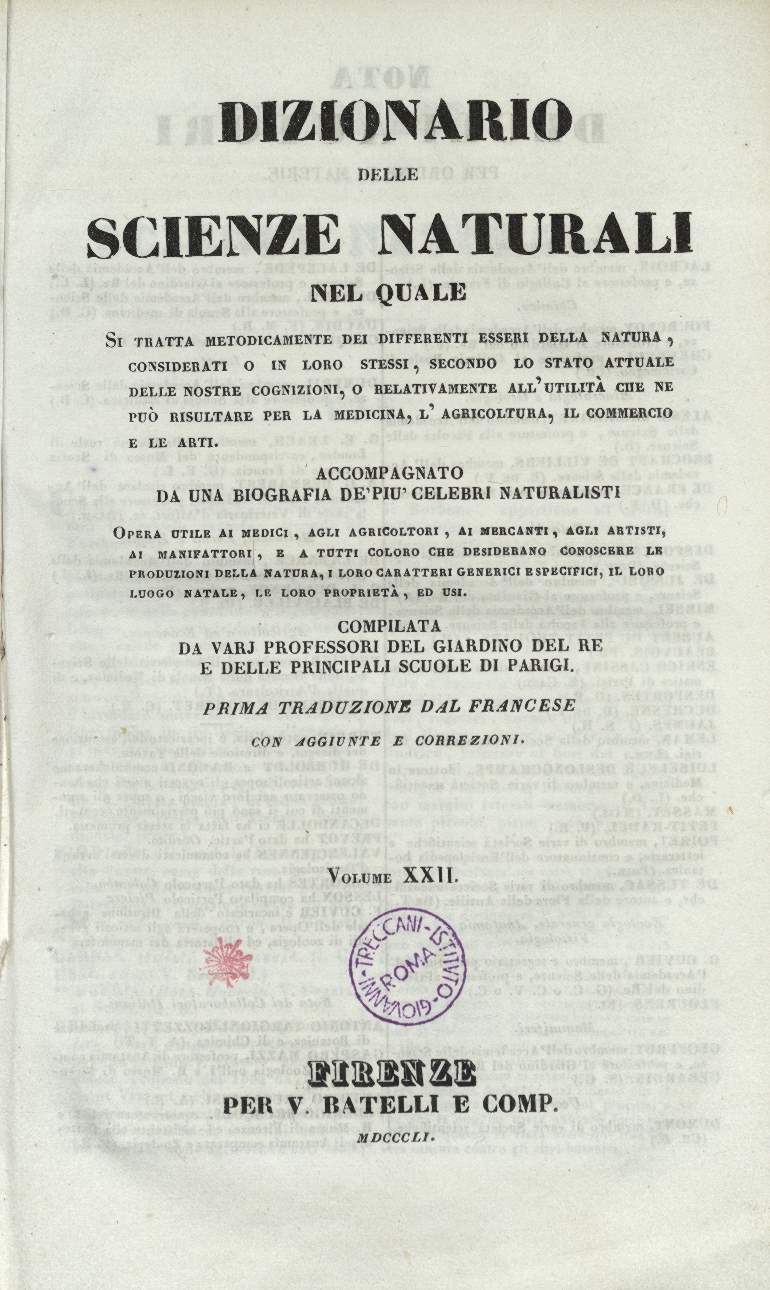 DIZIONARIO
DELLE
SCIENZE NATURALI
NEL QUALE
SI TRATTA METODICAMENTE DEI DIFFERENTI ESSERI DELLA NATURA,
CONSIDERATI O IN LORO STESSI, SECONDO LO STATO ATTUALE
DELLE NOSTRE COGNIZIONI, O RELATIVAMENTE ALL'UTILITÀ CHE NE
PUÒ RISULTARE PER LA MEDICINA, L'AGRICOLTURA, IL COMMERCIO
E LE ARTI.
ACCOMPAGNATO
DA UNA BIOGRAFIA DE'PIU' CELEBRI NATURALISTI
OPERA UTILE AI MEDICI, AGLI AGRICOLTORI, AI MERCANTI, AGLI ARTISTI,
AI MANIFATTORI, E A TUTTI COLORO CHE DESIDERANO CONOSCERE LE
PRODUZIONI DELLA NATURA, I LORO CARATTERI GENERICI E SPECIFICI, IL LORO
LUOGO NATALE, LE LORO PROPRIETÀ, ED USI.
COMPILATA
DA VARJ PROFESSORI DEL GIARDINO DEL RE
E DELLE PRINCIPALI SCUOLE DI PARIGI.
PRIMA TRADUZIONE DAL FRANCESE
CON AGGIUNTE E CORREZIONI.
VOLUME XXII.
ISTITVTO-GIOVANNI-TRECCANI-
ROMA
FIRENZE
PER V. BATELLI E COMP.
MDCCCLI.